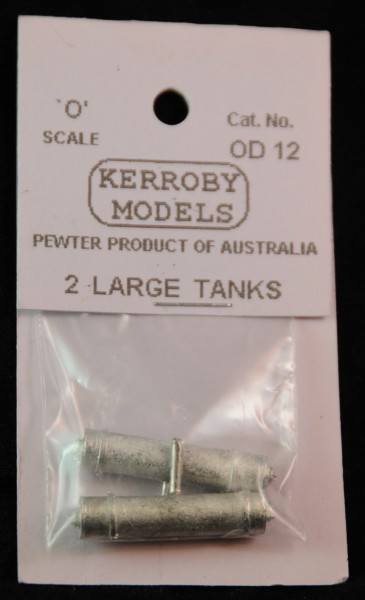 'O'
SCALE
Cat. No.
OD 12
KERROBY
MODELS
PEWTER PRODUCT OF AUSTRALIA
2 LARGE TANKS